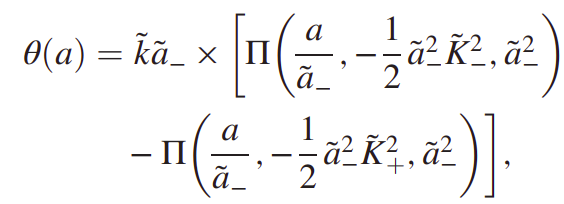 θ(a) = k̃ã₋ × [Π(a/ã₋, −1/2 ã₋²K̃₋², ã₋²)
− Π(a/ã₋, −1/2 ã₋²K̃₊², ã₋²)],